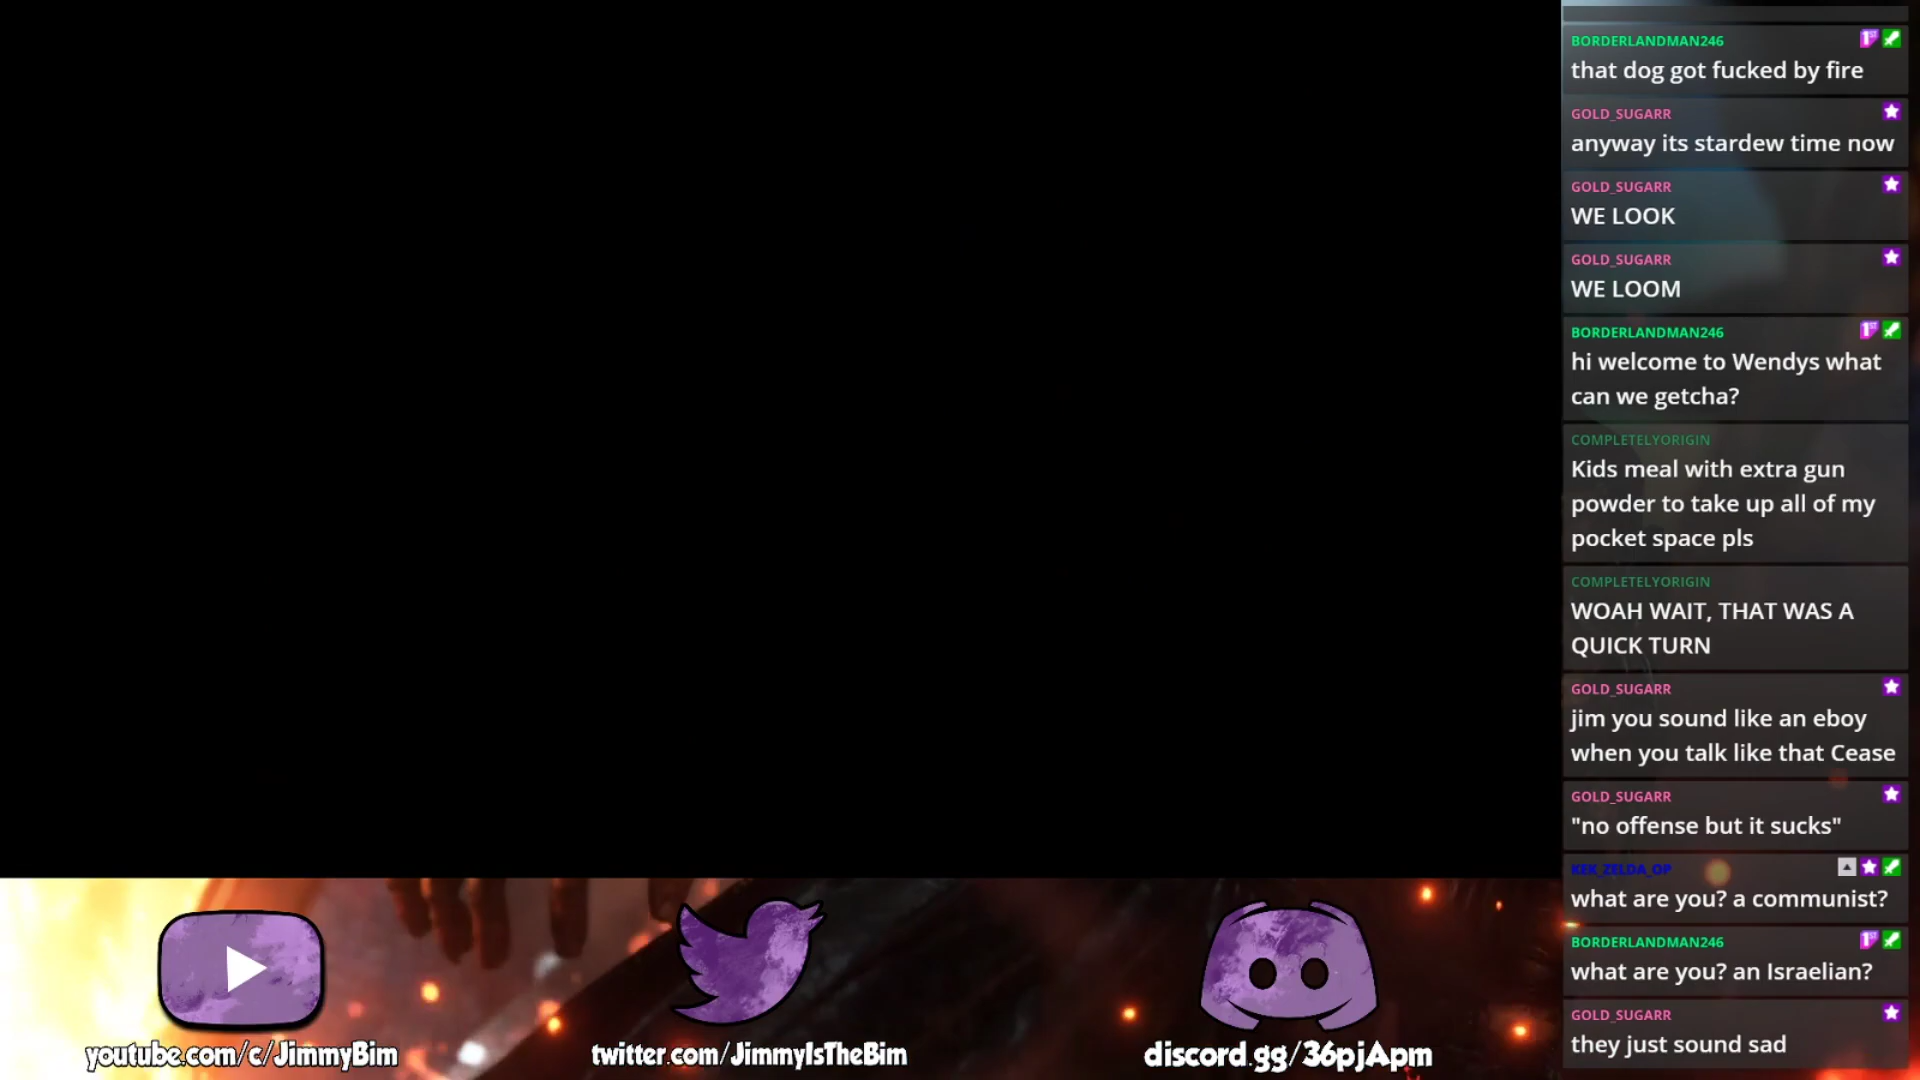 BORDERLANDMAN246
that dog got fucked by fire
GOLD_SUGARR
anyway its stardew time now
GOLD_SUGARR
WE LOOK
GOLD_SUGARR
WE LOOM
BORDERLANDMAN246
hi welcome to Wendys what
can we getcha?
COMPLETELYORIGIN
Kids meal with extra gun
powder to take up all of my
pocket space pls
COMPLETELYORIGIN
WOAH WAIT, THAT WAS A
QUICK TURN
GOLD_SUGARR
jim you sound like an eboy
when you talk like that Cease
GOLD_SUGARR
"no offense but it sucks"
KEK_ZELDA_OP
what are you? a communist?
BORDERLANDMAN246
what are you? an Israelian?
GOLD_SUGARR
they just sound sad
youtube.com/c/JimmyBim
twitter.com/JimmyIsTheBim
discord.gg/36pjApm